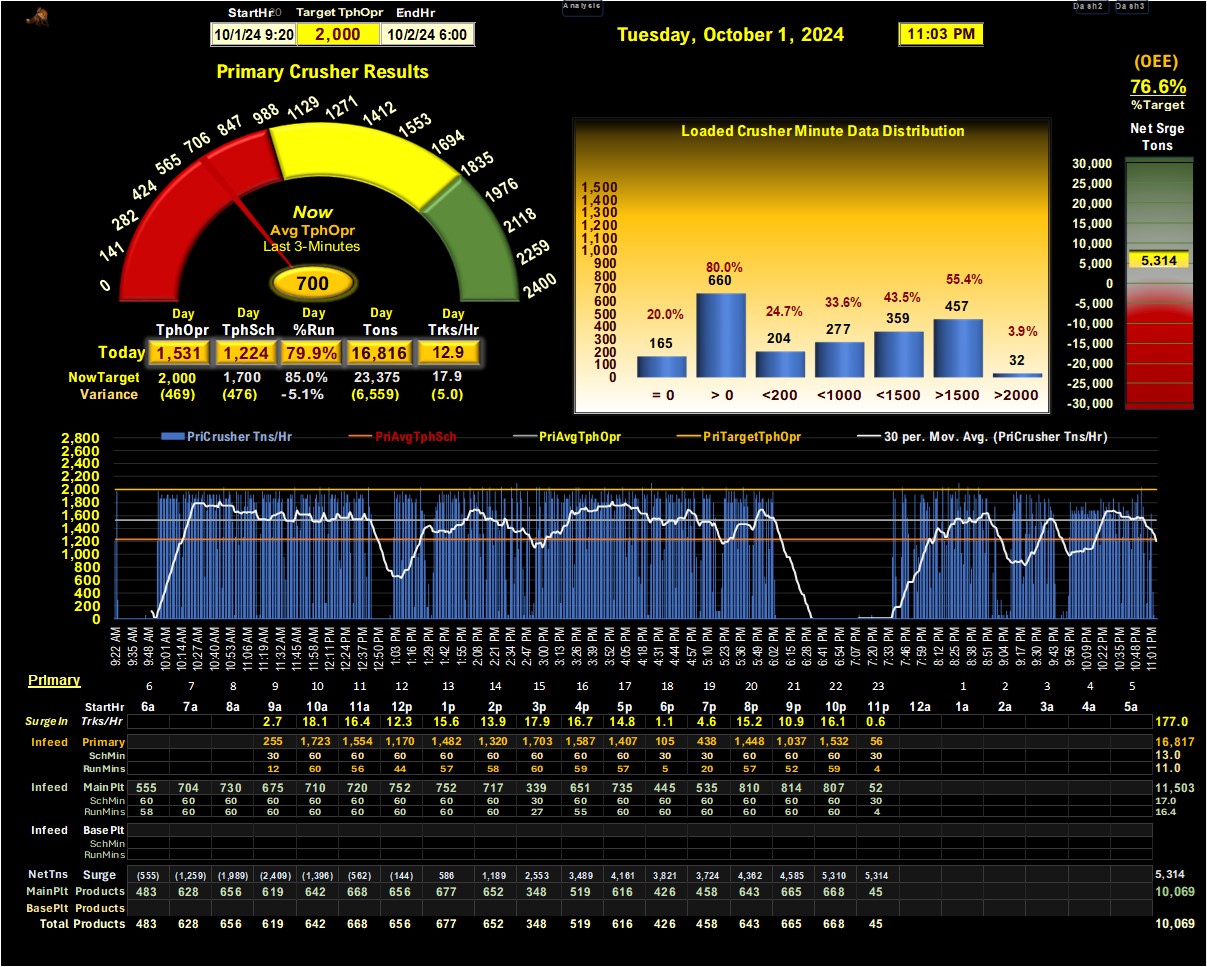 Analysis
Dash2 Dash3
StartHr Target TphOpr EndHr
10/1/24 9:20 2,000 10/2/24 6:00
Tuesday, October 1, 2024
11:03 PM
Primary Crusher Results
(OEE)
76.6%
%Target
0
141
282
424
565
706
847
988
1129
1271
1412
1553
1694
1835
1976
2118
2259
2400
Now
Avg TphOpr
Last 3-Minutes
700
Day Day Day Day Day
TphOpr TphSch %Run Tons Trks/Hr
Today 1,531 1,224 79.9% 16,816 12.9
NowTarget 2,000 1,700 85.0% 23,375 17.9
Variance (469) (476) -5.1% (6,559) (5.0)
Loaded Crusher Minute Data Distribution
1,500
1,400
1,300
1,200
1,100
1,000
900
800
700
600
500
400
300
200
100
0
20.0% 80.0% 24.7% 33.6% 43.5% 55.4% 3.9%
165 660 204 277 359 457 32
= 0 > 0 <200 <1000 <1500 >1500 >2000
Net Srge
Tons
30,000
25,000
20,000
15,000
10,000
5,000
0
-5,000
-10,000
-15,000
-20,000
-25,000
-30,000
5,314
PriCrusher Tns/Hr PriAvgTphSch PriAvgTphOpr PriTargetTphOpr 30 per. Mov. Avg. (PriCrusher Tns/Hr)
2,800
2,600
2,400
2,200
2,000
1,800
1,600
1,400
1,200
1,000
800
600
400
200
0
9:22 AM 9:35 AM 9:48 AM 10:01 AM 10:14 AM 10:27 AM 10:40 AM 10:53 AM 11:06 AM 11:19 AM 11:32 AM 11:45 AM 11:58 AM 12:11 PM 12:24 PM 12:37 PM 12:50 PM 1:03 PM 1:16 PM 1:29 PM 1:42 PM 1:55 PM 2:08 PM 2:21 PM 2:34 PM 2:47 PM 3:00 PM 3:13 PM 3:26 PM 3:39 PM 3:52 PM 4:05 PM 4:18 PM 4:31 PM 4:44 PM 4:57 PM 5:10 PM 5:23 PM 5:36 PM 5:49 PM 6:02 PM 6:15 PM 6:28 PM 6:41 PM 6:54 PM 7:07 PM 7:20 PM 7:33 PM 7:46 PM 7:59 PM 8:12 PM 8:25 PM 8:38 PM 8:51 PM 9:04 PM 9:17 PM 9:30 PM 9:43 PM 9:56 PM 10:09 PM 10:22 PM 10:35 PM 10:48 PM 11:01 PM
Primary
6 7 8 9 10 11 12 13 14 15 16 17 18 19 20 21 22 23 1 2 3 4 5
StartHr 6a 7a 8a 9a 10a 11a 12p 1p 2p 3p 4p 5p 6p 7p 8p 9p 10p 11p 12a 1a 2a 3a 4a 5a
SurgeIn Trks/Hr 2.7 18.1 16.4 12.3 15.6 13.9 17.9 16.7 14.8 1.1 4.6 15.2 10.9 16.1 0.6 177.0
Infeed Primary 255 1,723 1,554 1,170 1,482 1,320 1,703 1,587 1,407 105 438 1,448 1,037 1,532 56 16,817
SchMin 30 60 60 60 60 60 60 60 60 30 30 60 60 60 30 13.0
RunMins 12 60 56 44 57 58 60 59 57 5 20 57 52 59 4 11.0
Infeed MainPlt 555 704 730 675 710 720 752 752 717 339 651 735 445 535 810 814 807 52 11,503
SchMin 60 60 60 60 60 60 60 60 60 30 60 60 60 60 60 60 60 30 17.0
RunMins 58 60 60 60 60 60 60 60 60 27 55 60 60 60 60 60 60 4 16.4
Infeed Base Plt
SchMin
RunMins
NetTns Surge (555) (1,259) (1,989) (2,409) (1,396) (562) (144) 586 1,189 2,553 3,489 4,161 3,821 3,724 4,362 4,585 5,310 5,314 5,314
MainPlt Products 483 628 656 619 642 668 656 677 652 348 519 616 426 458 643 665 668 45 10,069
BasePlt Products
Total Products 483 628 656 619 642 668 656 677 652 348 519 616 426 458 643 665 668 45 10,069